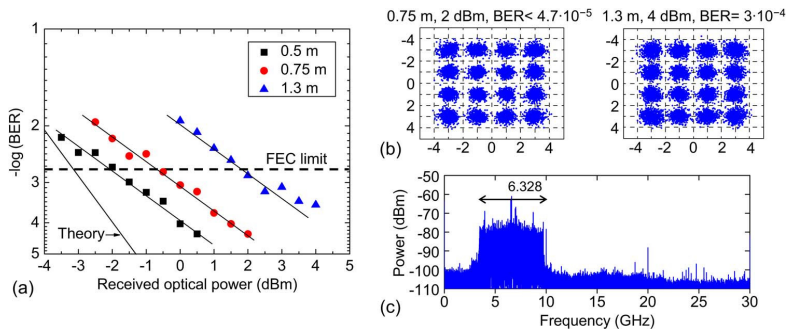 1
2
3
4
5
-log (BER)
0.5 m
0.75 m
1.3 m
FEC limit
Theory
-4 -3 -2 -1 0 1 2 3 4 5
Received optical power (dBm)
(a)
0.75 m, 2 dBm, BER< 4.7·10-5
-4
-2
0
2
4
-4 -2 0 2 4
(b)
1.3 m, 4 dBm, BER= 3·10-4
-4
-2
0
2
4
-4 -2 0 2 4
-50
-60
-70
-80
-90
-100
-110
Power (dBm)
6.328
0 5 10 15 20 25 30
Frequency (GHz)
(c)